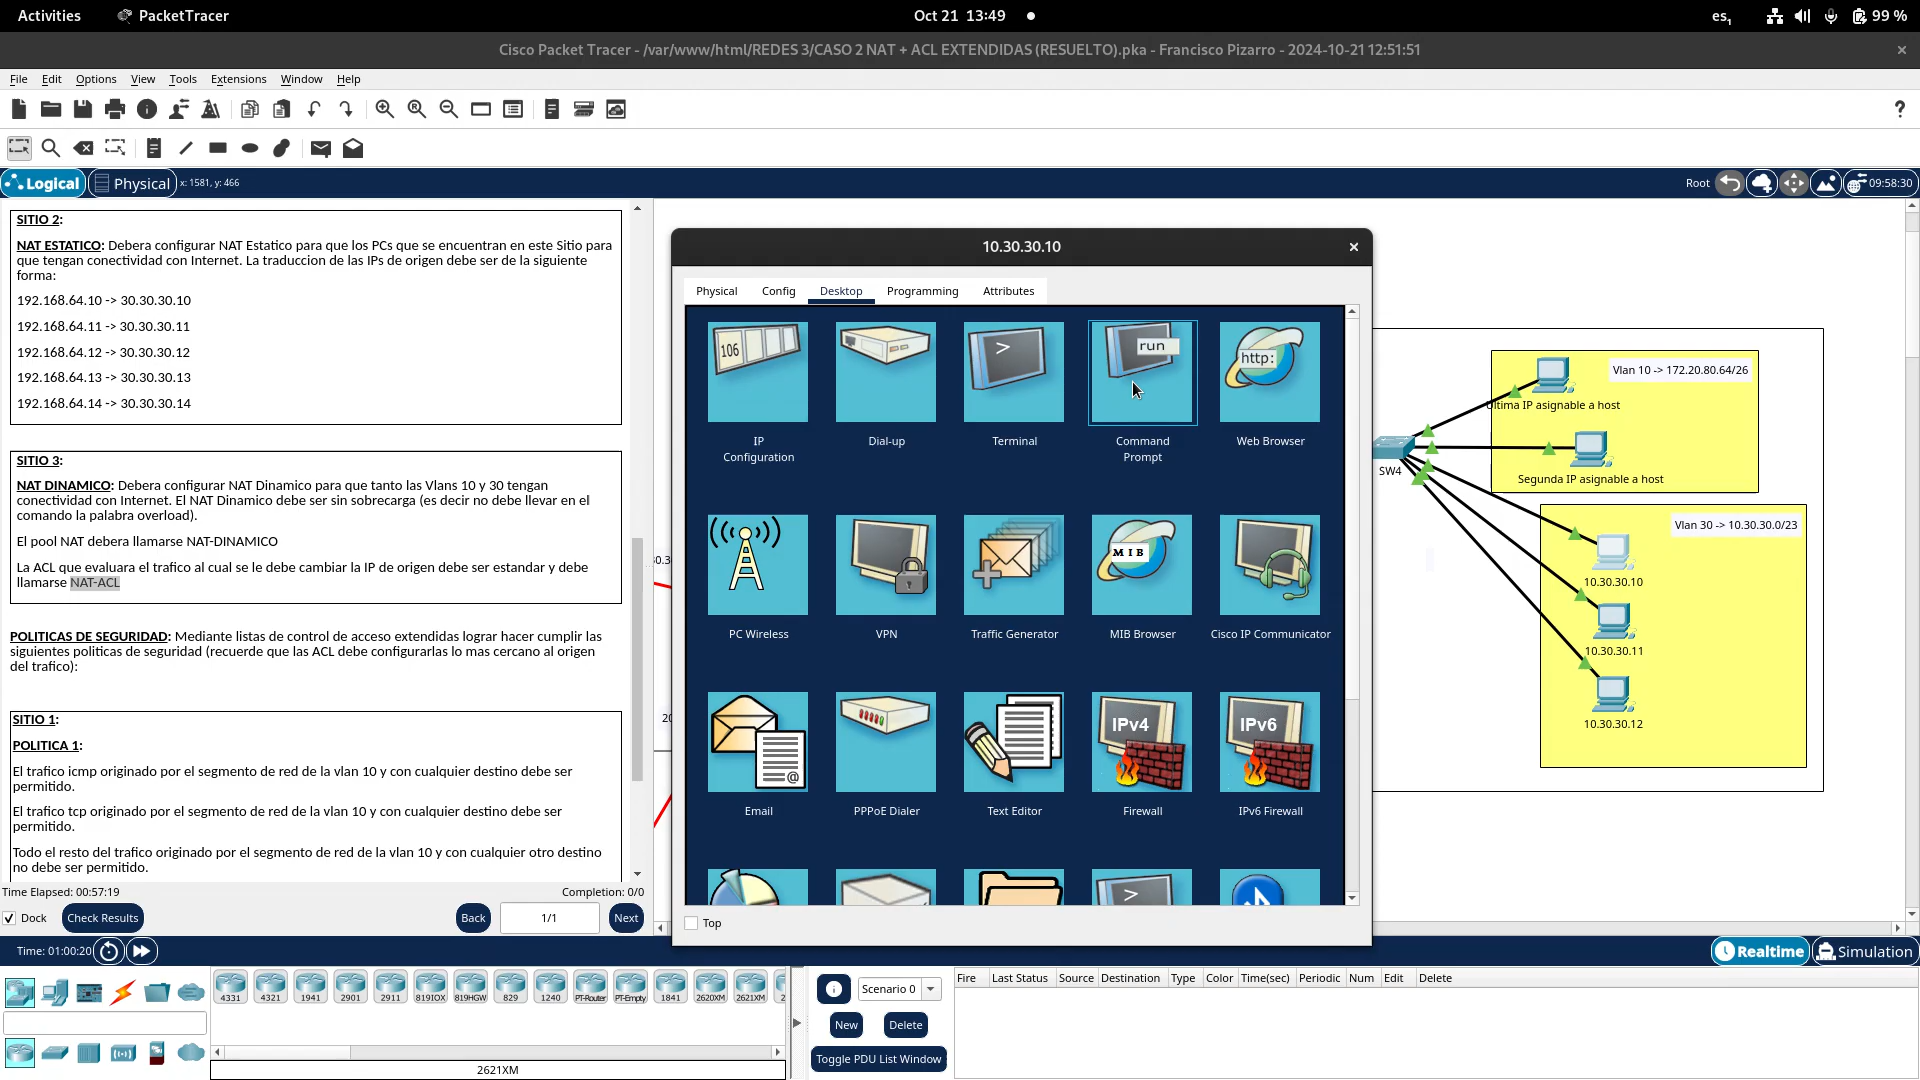 Activities
PacketTracer
Oct 21 13:49
es1
99 %
Cisco Packet Tracer - /var/www/html/REDES 3/CASO 2 NAT + ACL EXTENDIDAS (RESUELTO).pka - Francisco Pizarro - 2024-10-21 12:51:51
File Edit Options View Tools Extensions Window Help
Logical
Physical
x: 1581, y: 466
Root
09:58:30
SITIO 2:
NAT ESTATICO: Debera configurar NAT Estatico para que los PCs que se encuentran en este Sitio para
que tengan conectividad con Internet. La traduccion de las IPs de origen debe ser de la siguiente
forma:
192.168.64.10 -> 30.30.30.10
192.168.64.11 -> 30.30.30.11
192.168.64.12 -> 30.30.30.12
192.168.64.13 -> 30.30.30.13
192.168.64.14 -> 30.30.30.14
SITIO 3:
NAT DINAMICO: Debera configurar NAT Dinamico para que tanto las Vlans 10 y 30 tengan
conectividad con Internet. El NAT Dinamico debe ser sin sobrecarga (es decir no debe llevar en el
comando la palabra overload).
El pool NAT debera llamarse NAT-DINAMICO
La ACL que evaluara el trafico al cual se le debe cambiar la IP de origen debe ser estandar y debe
llamarse NAT-ACL
POLITICAS DE SEGURIDAD: Mediante listas de control de acceso extendidas lograr hacer cumplir las
siguientes politicas de seguridad (recuerde que las ACL debe configurarlas lo mas cercano al origen
del trafico):
SITIO 1:
POLITICA 1:
El trafico icmp originado por el segmento de red de la vlan 10 y con cualquier destino debe ser
permitido.
El trafico tcp originado por el segmento de red de la vlan 10 y con cualquier destino debe ser
permitido.
Todo el resto del trafico originado por el segmento de red de la vlan 10 y con cualquier otro destino
no debe ser permitido.
Time Elapsed: 00:57:19
Completion: 0/0
Dock
Check Results
Back
1/1
Next
10.30.30.10
Physical
Config
Desktop
Programming
Attributes
106
>
run
http:
IP
Configuration
Dial-up
Terminal
Command
Prompt
Web Browser
MIB
PC Wireless
VPN
Traffic Generator
MIB Browser
Cisco IP Communicator
@
IPv4
IPv6
Email
PPPoE Dialer
Text Editor
Firewall
IPv6 Firewall
>
Top
0.3
20
SW4
Vlan 10 -> 172.20.80.64/26
Ultima IP asignable a host
Segunda IP asignable a host
Vlan 30 -> 10.30.30.0/23
10.30.30.10
10.30.30.11
10.30.30.12
Time: 01:00:20
Realtime
Simulation
4331
4321
1941
2901
2911
819IOX
819HGW
829
1240
PT-Router
PT-Empty
1841
2620XM
2621XM
2
2621XM
Scenario 0
New
Delete
Toggle PDU List Window
Fire
Last Status
Source
Destination
Type
Color
Time(sec)
Periodic
Num
Edit
Delete